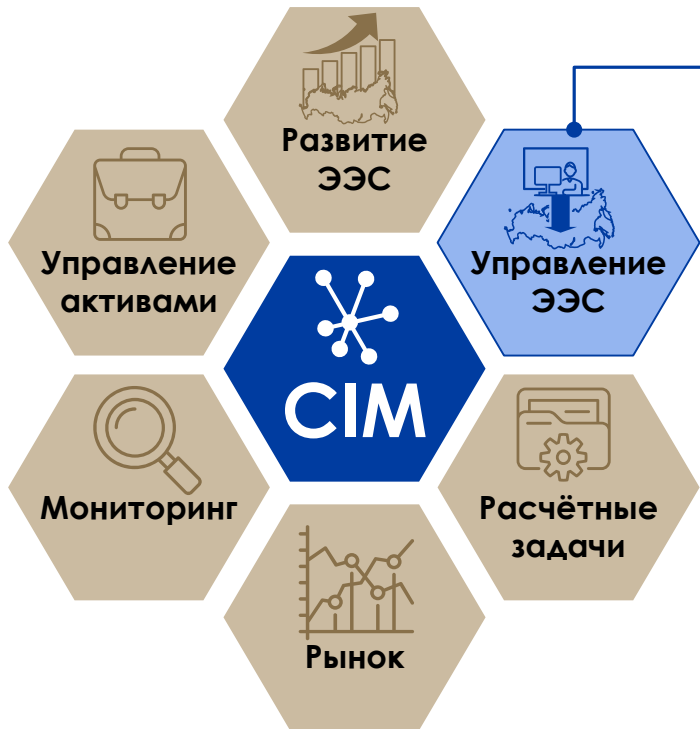 Развитие
ЭЭС
Управление
активами
Управление
ЭЭС
CIM
Мониторинг
Расчётные
задачи
Рынок